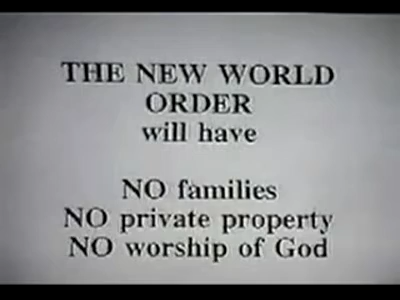 THE NEW WORLD
ORDER
will have
NO families
NO private property
NO worship of God